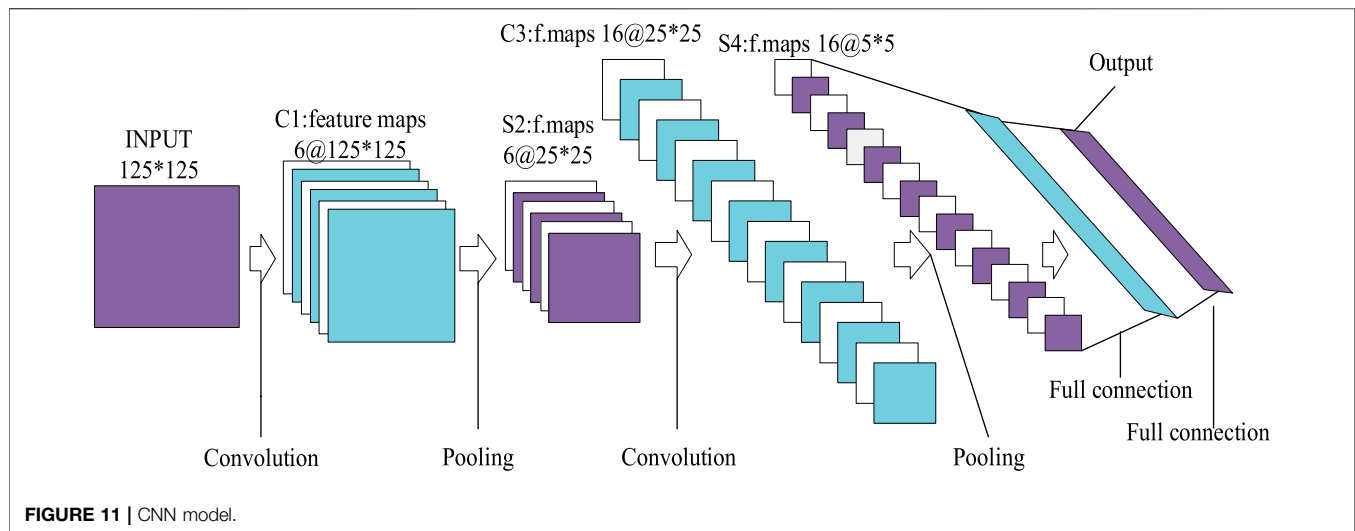 INPUT
125*125
C1:feature maps
6@125*125
S2:f.maps
6@25*25
C3:f.maps 16@25*25
S4:f.maps 16@5*5
Output
Convolution
Pooling
Convolution
Pooling
Full connection
Full connection
FIGURE 11 | CNN model.